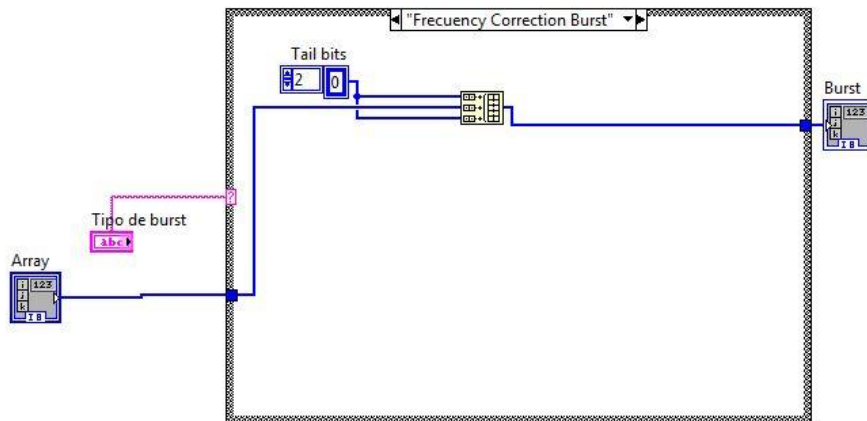 "Frecuency Correction Burst"
Tail bits
2
0
Burst
i
j
k
123
I8
?
Tipo de burst
abc
Array
i
j
k
123
I8